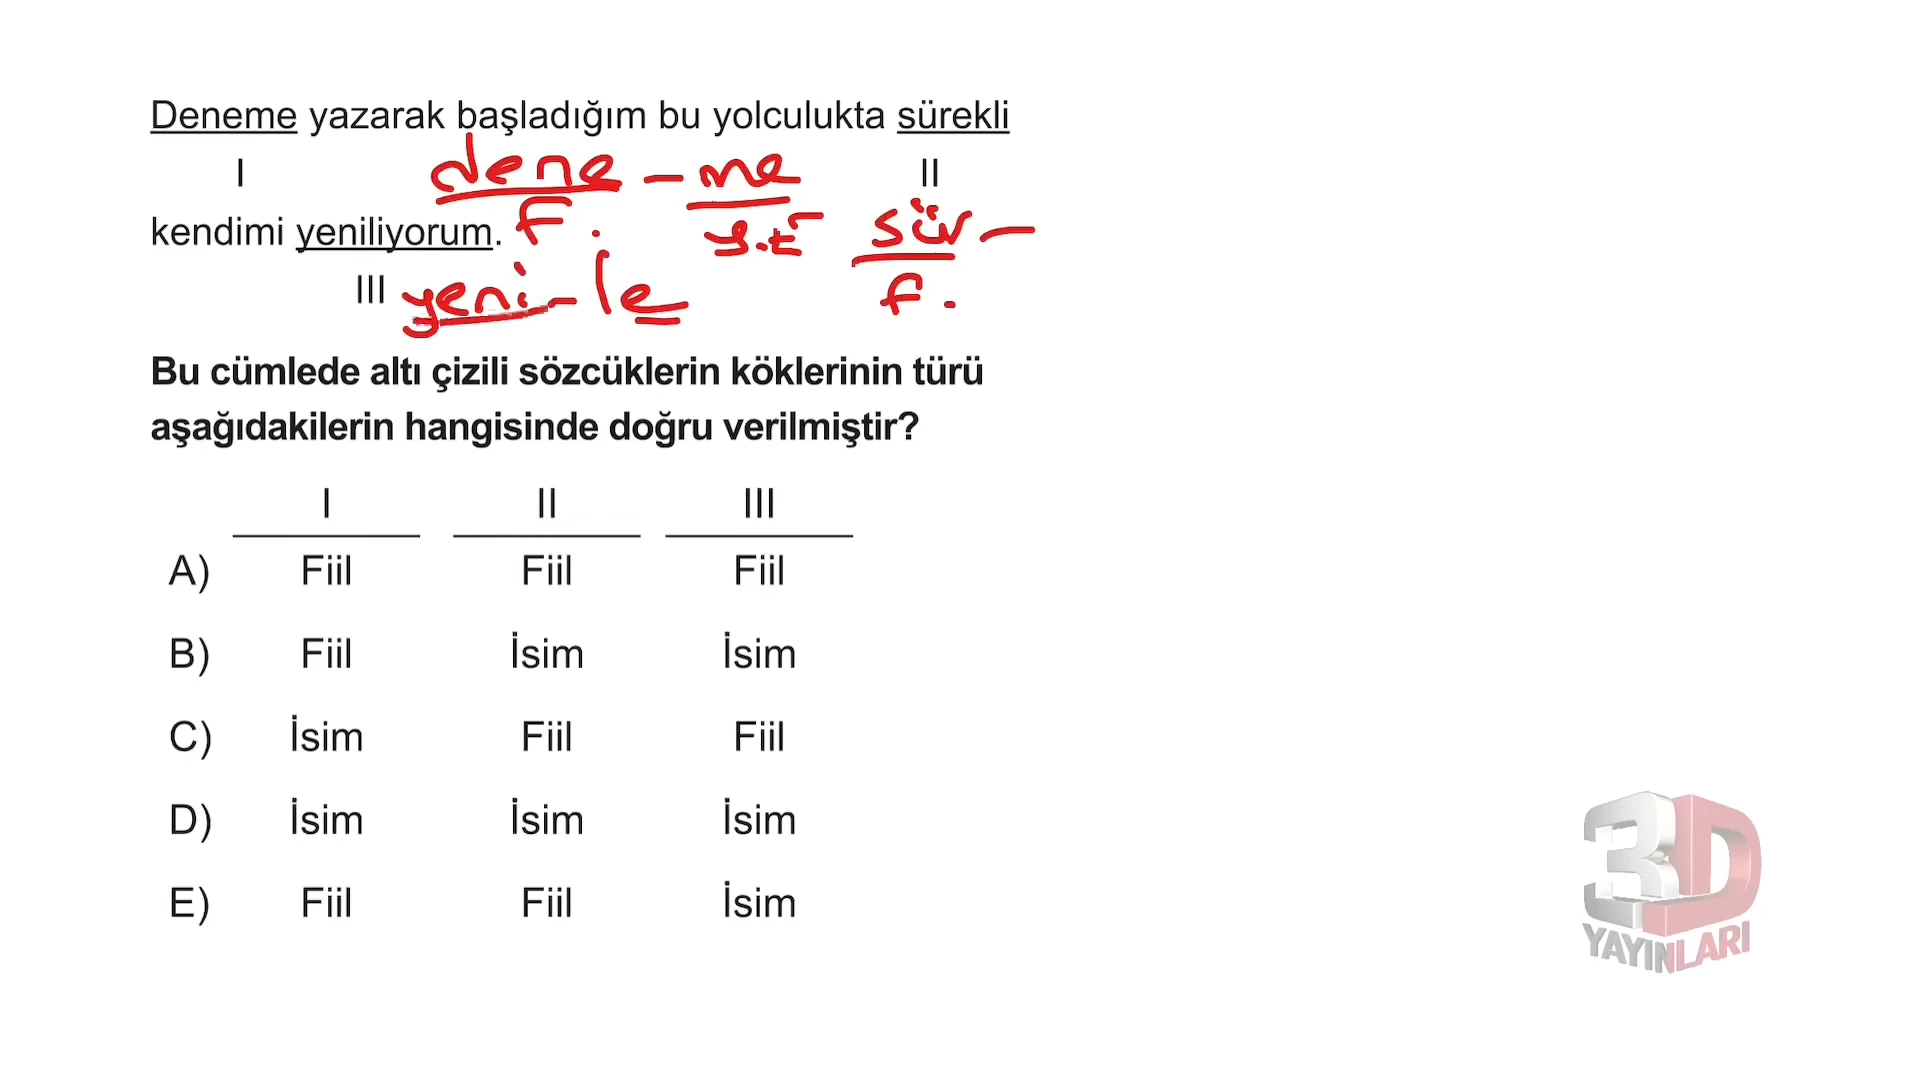 Deneme yazarak başladığım bu yolculukta sürekli
I II
dene - me
kendimi yeniliyorum.
f. y.t sür -
III yeni - le f.
Bu cümlede altı çizili sözcüklerin köklerinin türü
aşağıdakilerin hangisinde doğru verilmiştir?
I II III
A) Fiil Fiil Fiil
B) Fiil İsim İsim
C) İsim Fiil Fiil
D) İsim İsim İsim
E) Fiil Fiil İsim
3D
YAYINLARI